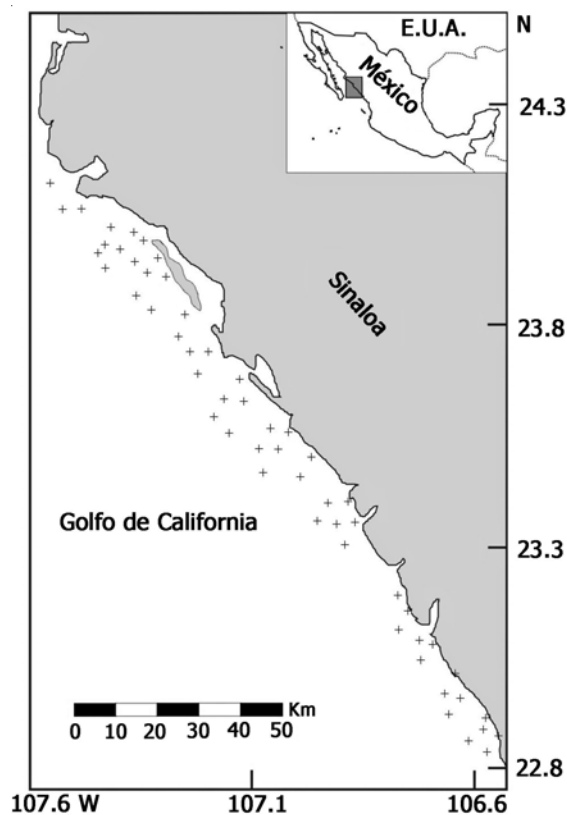 E.U.A.
N
México
24.3
Sinaloa
23.8
Golfo de California
23.3
Km
0 10 20 30 40 50
22.8
107.6 W 107.1 106.6